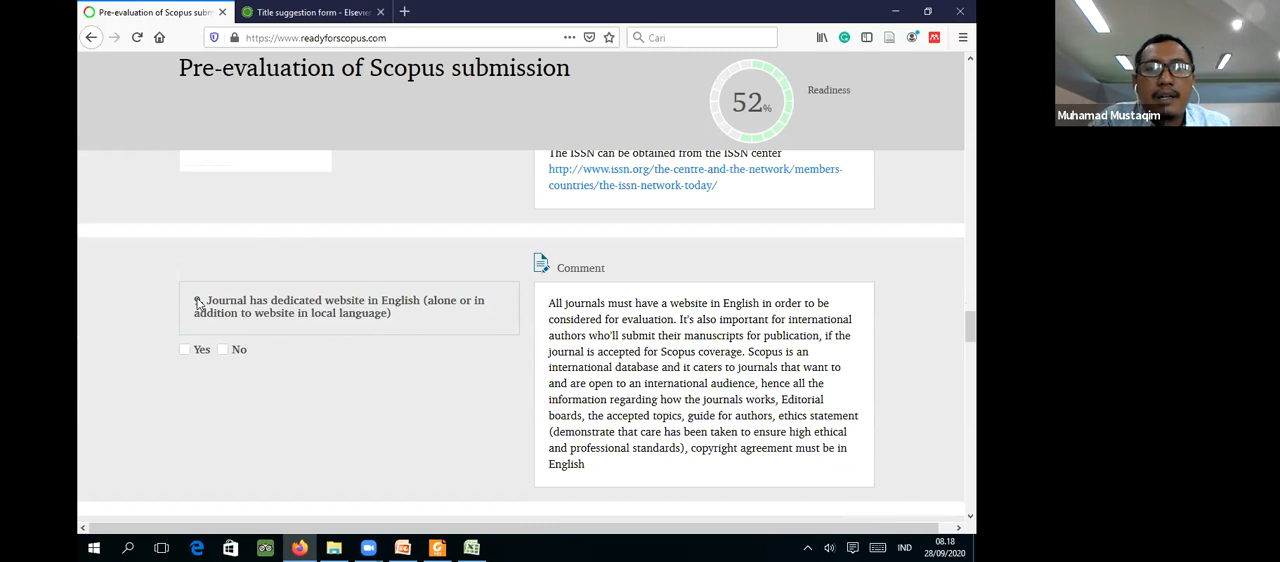 Pre-evaluation of Scopus subm
Title suggestion form - Elsevier
https://www.readyforscopus.com
Cari
Pre-evaluation of Scopus submission
52%
Readiness
The ISSN can be obtained from the ISSN center
http://www.issn.org/the-centre-and-the-network/members-
countries/the-issn-network-today/
Journal has dedicated website in English (alone or in
addition to website in local language)
Yes No
Comment
All journals must have a website in English in order to be
considered for evaluation. It's also important for international
authors who'll submit their manuscripts for publication, if the
journal is accepted for Scopus coverage. Scopus is an
international database and it caters to journals that want to
and are open to an international audience, hence all the
information regarding how the journals works, Editorial
boards, the accepted topics, guide for authors, ethics statement
(demonstrate that care has been taken to ensure high ethical
and professional standards), copyright agreement must be in
English
IND
08.18
28/09/2020
Muhamad Mustaqim